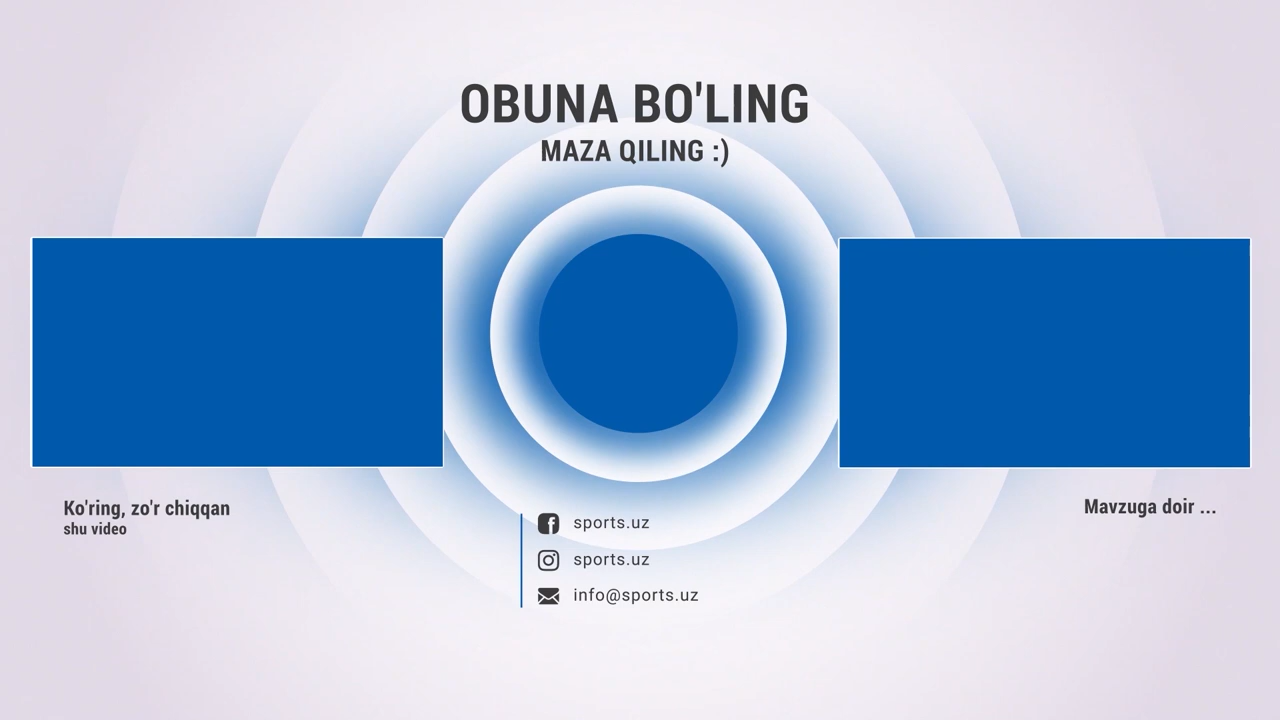 OBUNA BO'LING
MAZA QILING :)
Ko'ring, zo'r chiqqan
shu video
Mavzuga doir ...
sports.uz
sports.uz
info@sports.uz